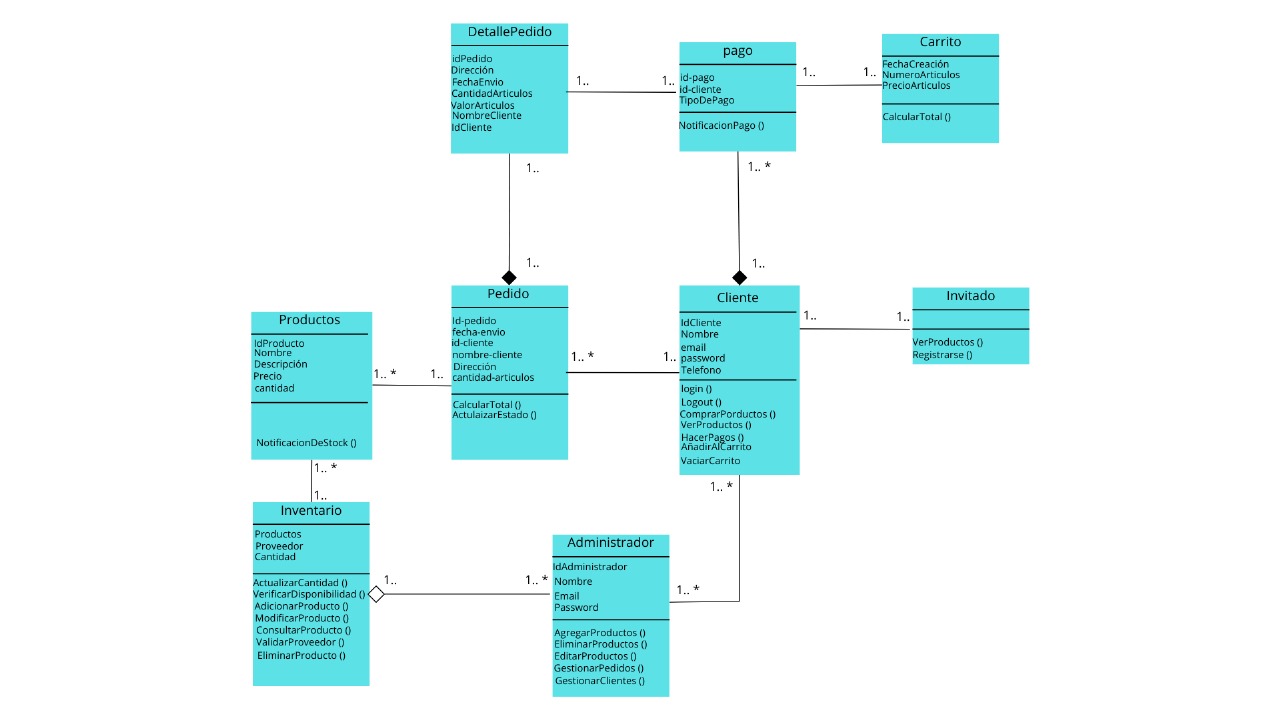 DetallePedido
idPedido
Dirección
FechaEnvio
CantidadArticulos
ValorArticulos
NombreCliente
IdCliente
1..
1..
pago
id-pago
id-cliente
TipoDePago
NotificacionPago ()
1..
1..
Carrito
FechaCreación
NumeroArticulos
PrecioArticulos
CalcularTotal ()
1..
1..
1.. *
1..
Productos
IdProducto
Nombre
Descripción
Precio
cantidad
NotificacionDeStock ()
1.. *
1..
Pedido
Id-pedido
fecha-envio
id-cliente
nombre-cliente
Dirección
cantidad-articulos
CalcularTotal ()
ActulaizarEstado ()
1.. *
1..
Cliente
IdCliente
Nombre
email
password
Telefono
login ()
Logout ()
ComprarPorductos ()
VerProductos ()
HacerPagos ()
AñadirAlCarrito
VaciarCarrito
1..
1..
Invitado
VerProductos ()
Registrarse ()
1.. *
1..
Inventario
Productos
Proveedor
Cantidad
ActualizarCantidad ()
VerificarDisponibilidad ()
AdicionarProducto ()
ModificarProducto ()
ConsultarProducto ()
ValidarProveedor ()
EliminarProducto ()
1..
1.. *
Administrador
IdAdministrador
Nombre
Email
Password
AgregarProductos ()
EliminarProductos ()
EditarProductos ()
GestionarPedidos ()
GestionarClientes ()
1.. *
1.. *